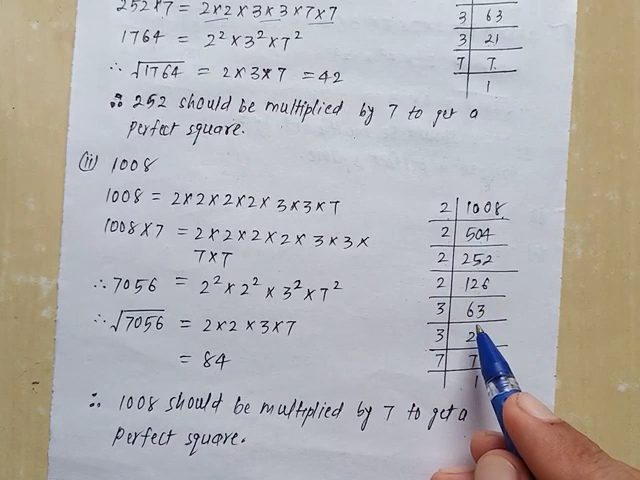 252×7 = 2×2×3×3×7×7
1764 = 2² × 3² × 7²
∴ √1764 = 2×3×7 = 42
∴ 252 should be multiplied by 7 to get a
perfect square.
3 | 63
3 | 21
7 | 7
1
(ii) 1008
1008 = 2×2×2×2×3×3×7
1008×7 = 2×2×2×2×3×3×
7×7
∴ 7056 = 2²×2²×3²×7²
∴ √7056 = 2×2×3×7
= 84
∴ 1008 should be multiplied by 7 to get a
perfect square.
2 | 1008
2 | 504
2 | 252
2 | 126
3 | 63
3 | 2
7 | 7
1